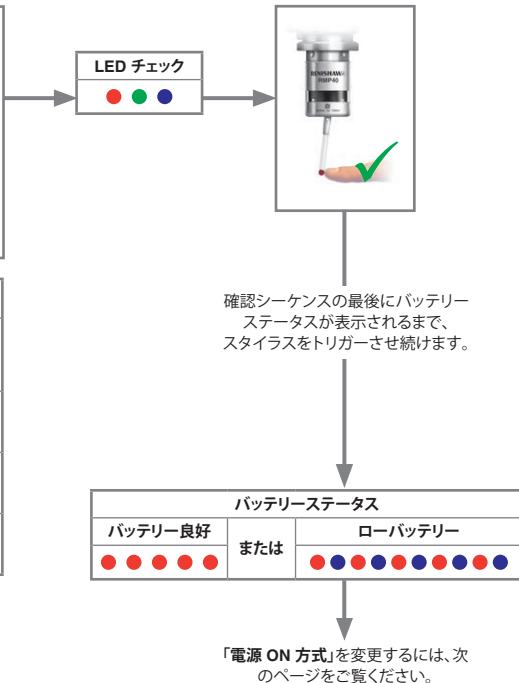 LED チェック
RENISHAW
RMP40
確認シーケンスの最後にバッテリー
ステータスが表示されるまで、
スタイラスをトリガーさせ続けます。
バッテリーステータス
バッテリー良好
または
ローバッテリー
「電源 ON 方式」を変更するには、次
のページをご覧ください。